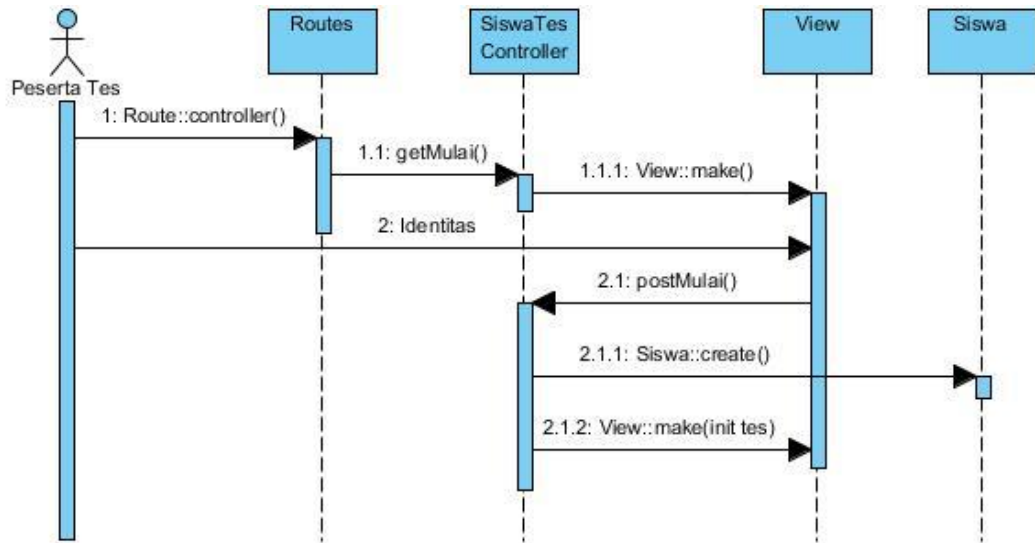 Routes
SiswaTes
Controller
View
Siswa
Peserta Tes
1: Route::controller()
1.1: getMulai()
1.1.1: View::make()
2: Identitas
2.1: postMulai()
2.1.1: Siswa::create()
2.1.2: View::make(init tes)